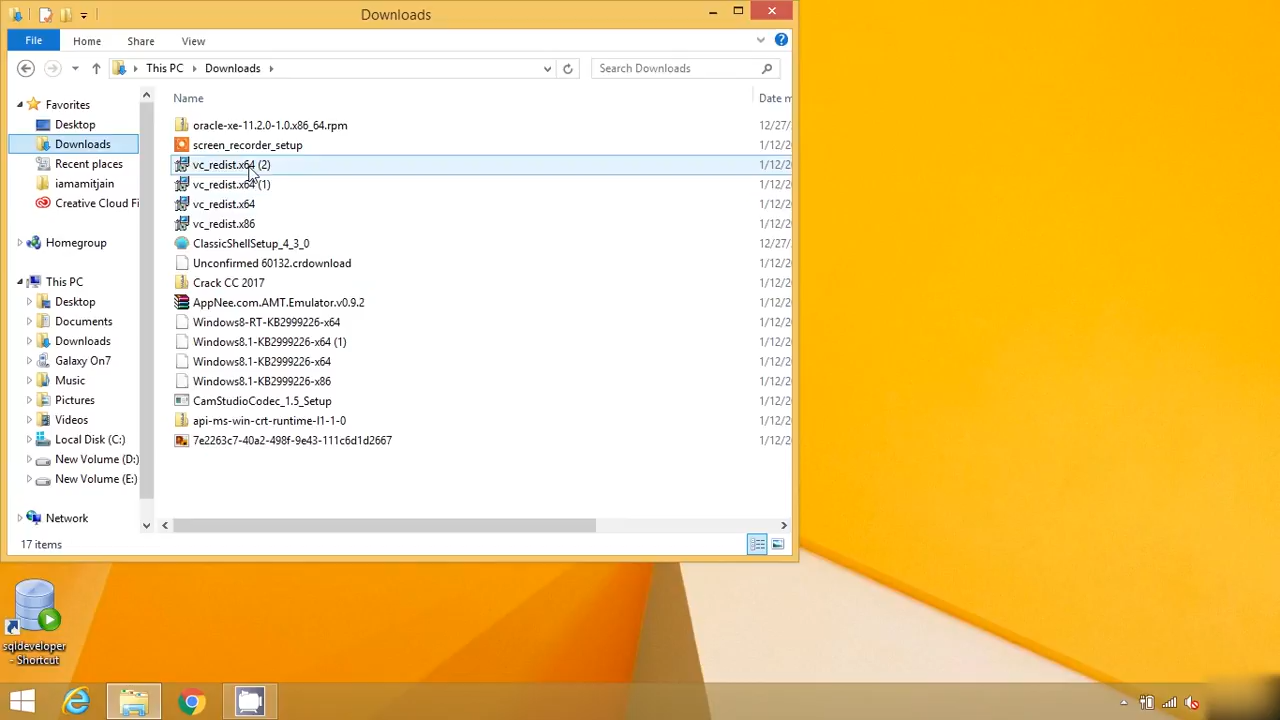 Downloads
File Home Share View
This PC Downloads Search Downloads
Name Date m
Favorites
Desktop
Downloads
Recent places
iamamitjain
Creative Cloud Fi
Homegroup
This PC
Desktop
Documents
Downloads
Galaxy On7
Music
Pictures
Videos
Local Disk (C:)
New Volume (D:)
New Volume (E:)
Network
oracle-xe-11.2.0-1.0.x86_64.rpm 12/27/
screen_recorder_setup 1/12/2
vc_redist.x64 (2) 1/12/2
vc_redist.x64 (1) 1/12/2
vc_redist.x64 1/12/2
vc_redist.x86 1/12/2
ClassicShellSetup_4_3_0 12/27/
Unconfirmed 60132.crdownload 1/12/2
Crack CC 2017 1/12/2
AppNee.com.AMT.Emulator.v0.9.2 1/12/2
Windows8-RT-KB2999226-x64 1/12/2
Windows8.1-KB2999226-x64 (1) 1/12/2
Windows8.1-KB2999226-x64 1/12/2
Windows8.1-KB2999226-x86 1/12/2
CamStudioCodec_1.5_Setup 1/12/2
api-ms-win-crt-runtime-l1-1-0 1/12/2
7e2263c7-40a2-498f-9e43-111c6d1d2667 1/12/2
17 items
sqldeveloper
- Shortcut